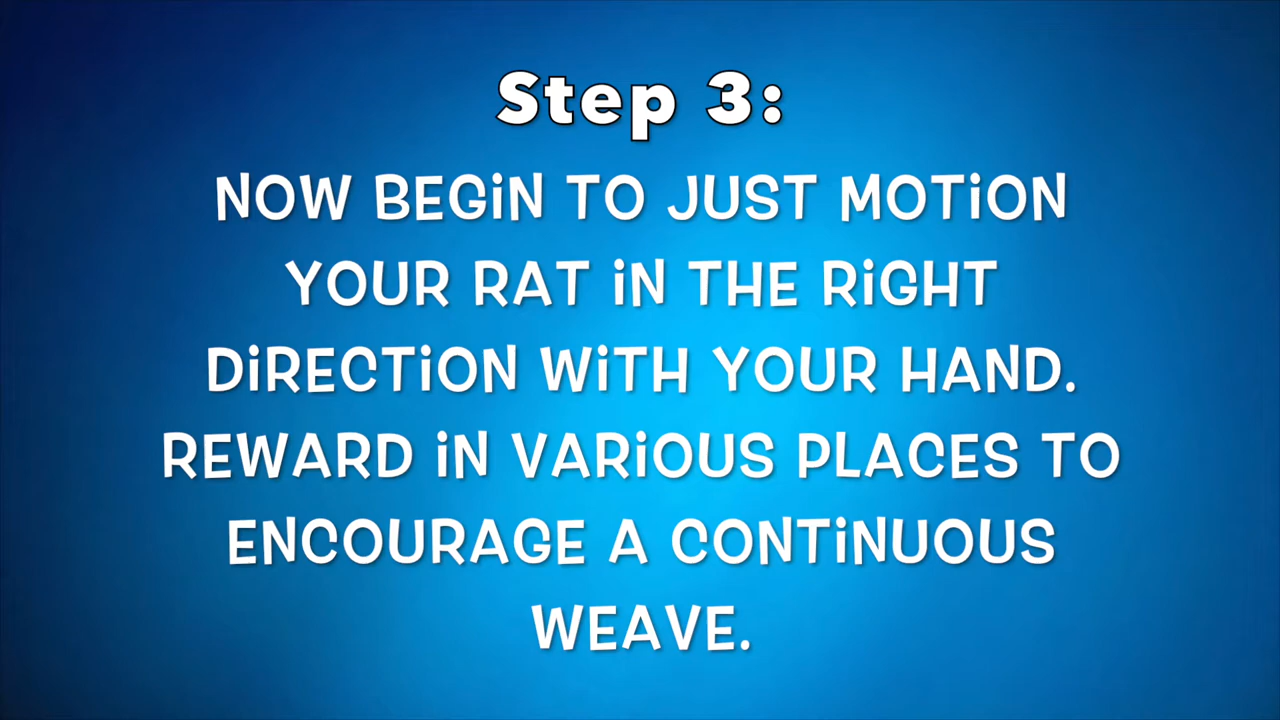 Step 3:
NOW BEGiN TO JUST MOTiON
YOUR RAT iN THE RiGHT
DiRECTiON WiTH YOUR HAND.
REWARD iN VARiOUS PLACES TO
ENCOURAGE A CONTiNUOUS
WEAVE.